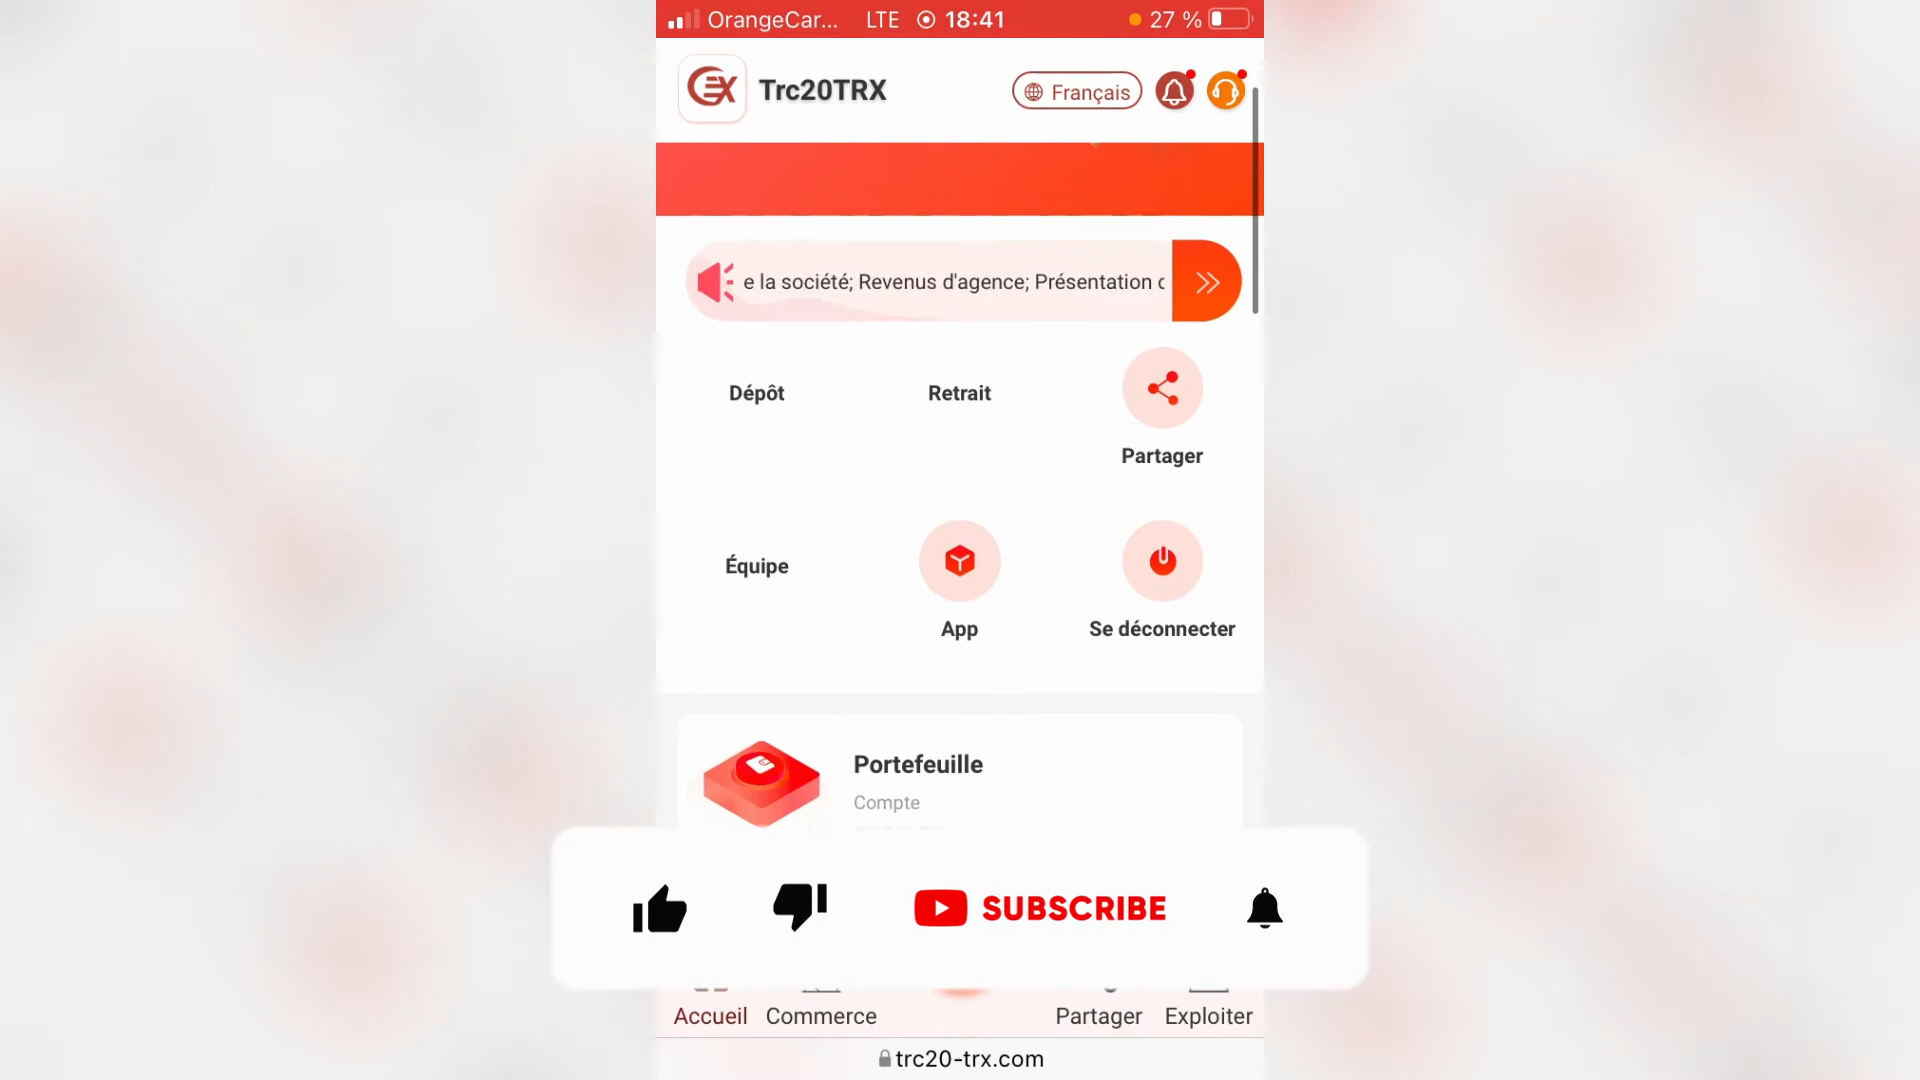 OrangeCar... LTE 18:41 27 %
Trc20TRX
Français
e la société; Revenus d'agence; Présentation
Dépôt
Retrait
Partager
Équipe
App
Se déconnecter
Portefeuille
Compte
SUBSCRIBE
Accueil
Commerce
Partager
Exploiter
trc20-trx.com